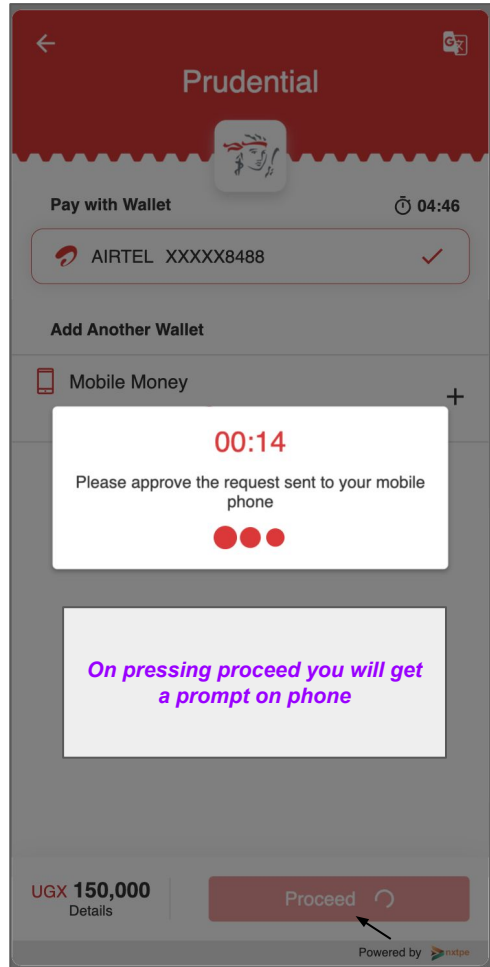 Prudential
Pay with Wallet
04:46
AIRTEL XXXXX8488
Add Another Wallet
Mobile Money
00:14
Please approve the request sent to your mobile
phone
On pressing proceed you will get
a prompt on phone
UGX 150,000
Details
Proceed
Powered by nxtpe